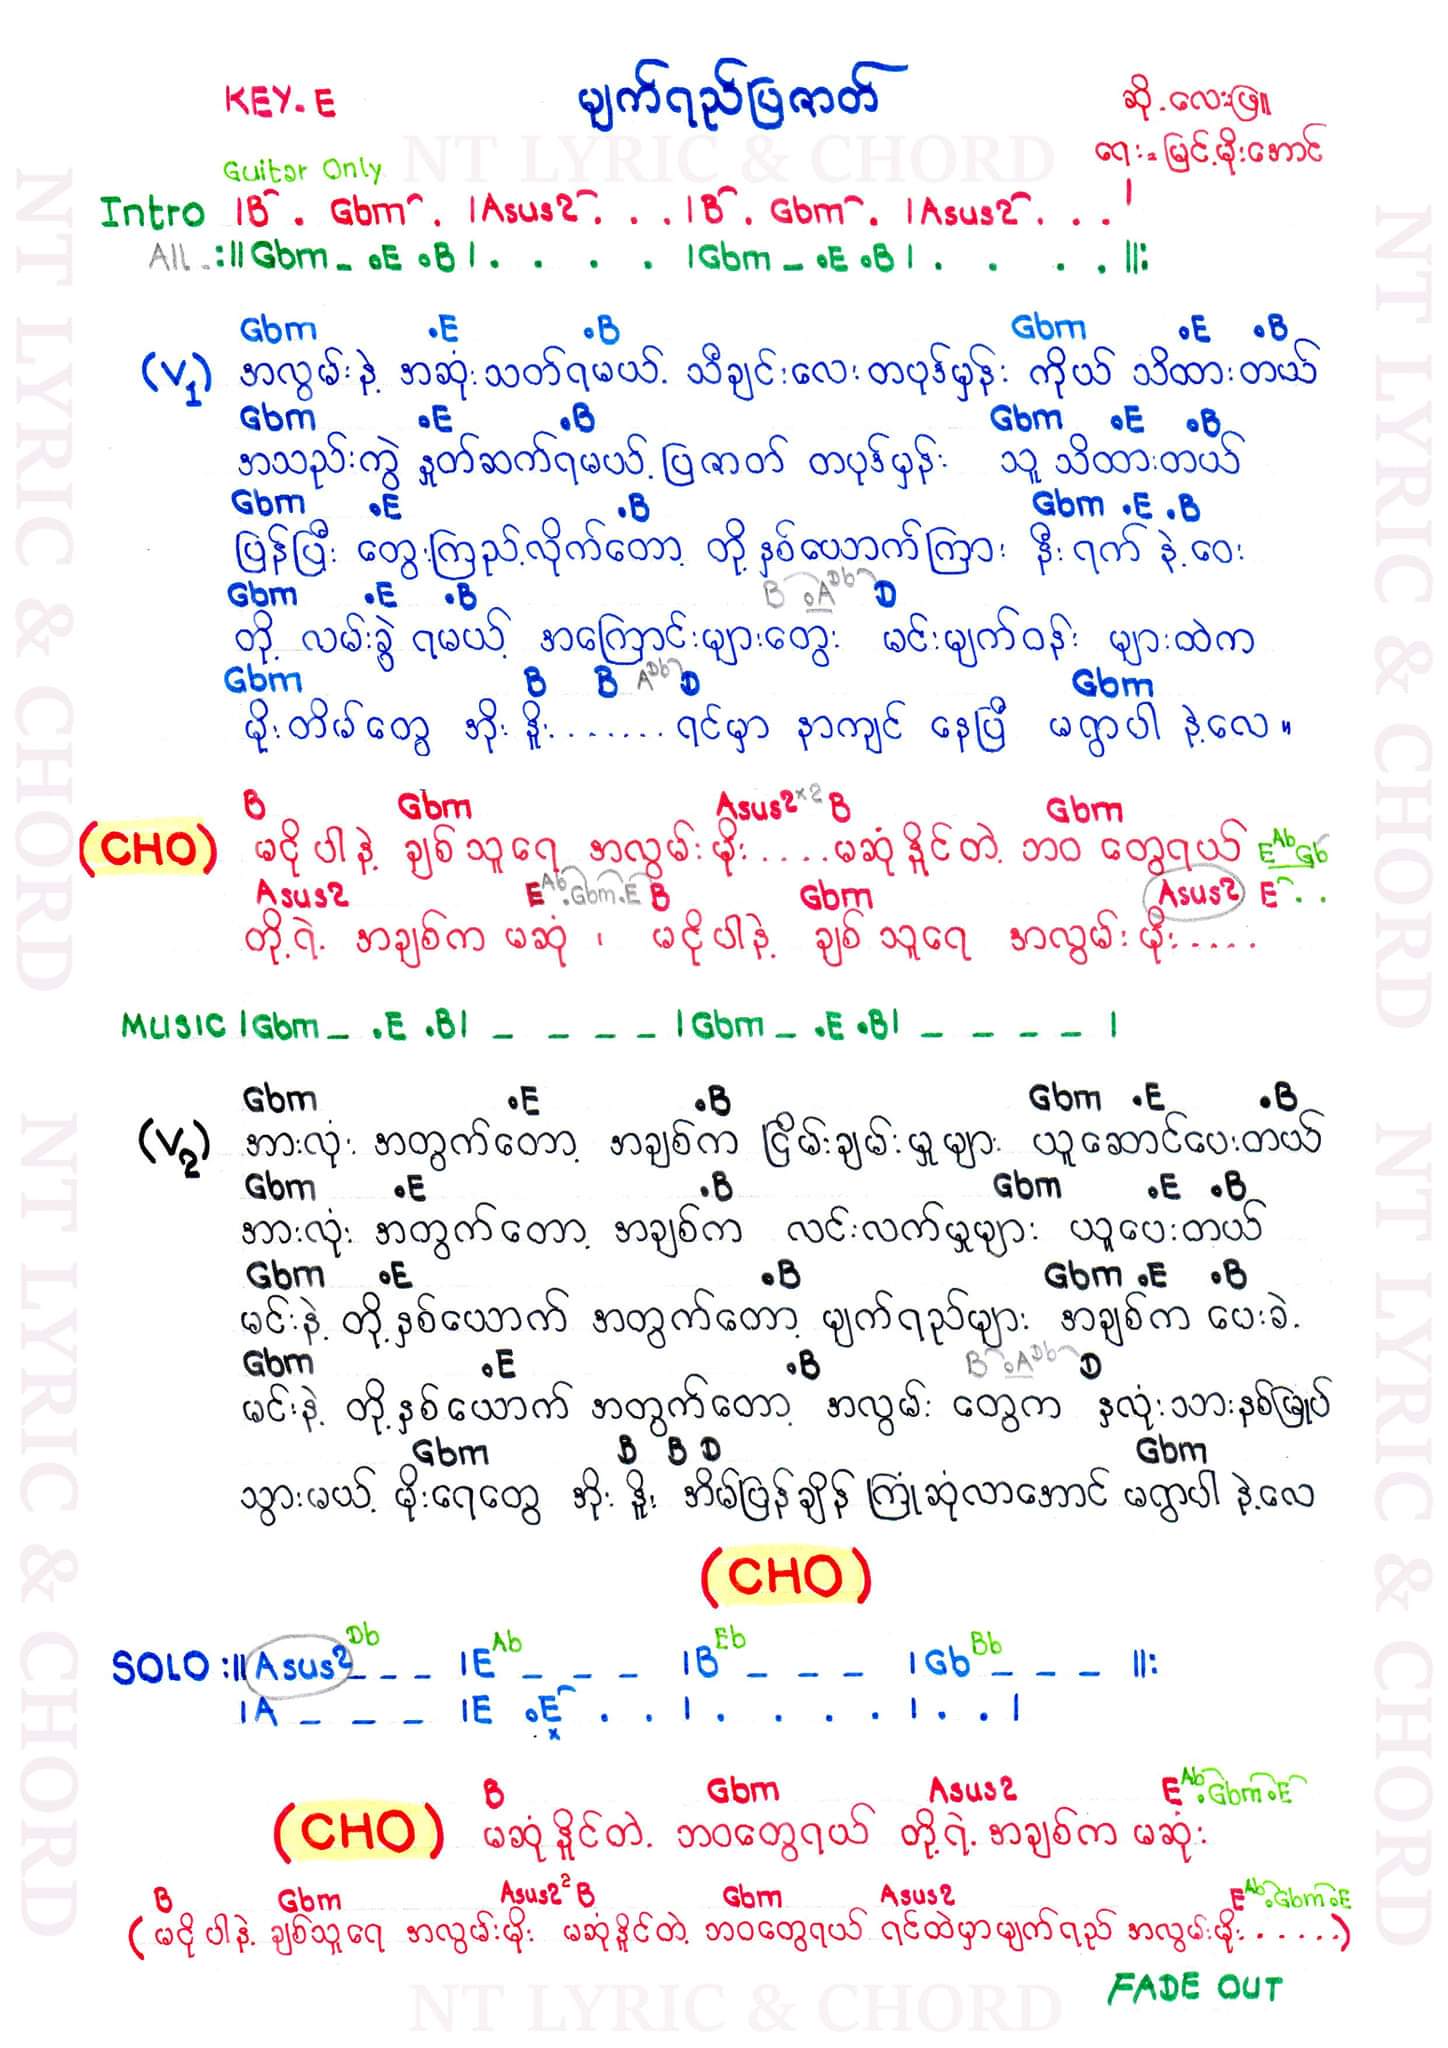 KEY-E
မျက်ရည်ပြဇာတ်
ဆို-လေးဖြူ။
ရေး-မြင့်မိုးအောင်
NT LYRIC & CHORD
Guitar Only
Intro |B . Gbm . |Asus2 . . . |B . Gbm . |Asus2 . . . |
All :||Gbm _ .E .B | . . . . |Gbm _ .E .B | . . . . ||:
Gbm .E .B Gbm .E .B
(V1) အလွမ်းနဲ့ အဆုံးသတ်ရမယ့် သီချင်းလေးတပုဒ်မှန်း ကိုယ် သိထားတယ်
Gbm .E .B Gbm .E .B
အသည်းကွဲ နှုတ်ဆက်ရမယ့် ပြဇာတ် တပုဒ်မှန်း သူ သိထားတယ်
Gbm .E .B Gbm .E .B
ပြန်ပြီး တွေးကြည့်လိုက်တော့ တို့နှစ်ယောက်ကြား နီးရက် နဲ့ဝေး
Gbm .E .B B .A Db D
တို့ လမ်းခွဲ ရမယ့် အကြောင်းများတွေး မင်းမျက်ဝန်း များထဲက
Gbm B B A Db D Gbm
မိုးတိမ်တွေ အိုး နှိုး....... ရင်မှာ နာကျင် နေပြီ မရွာပါ နဲ့လေ။
B Gbm Asus2 x2 B Gbm
(CHO) မငိုပါနဲ့ ချစ်သူရေ အလွမ်းမိုး.....မဆုံနိုင်တဲ့ ဘဝတွေရယ် E Ab Gb
Asus2 E Ab .Gbm .E B Gbm Asus2 E . .
တို့ရဲ့ အချစ်က မဆုံ ၊ မငိုပါနဲ့ ချစ်သူရေ အလွမ်းမိုး.....
MUSIC |Gbm _ .E .B| _ _ _ _ |Gbm _ .E .B| _ _ _ _ |
Gbm .E .B Gbm .E .B
(V2) အားလုံး အတွက်တော့ အချစ်က ငြိမ်းချမ်းမှုများ ယူဆောင်ပေးတယ်
Gbm .E .B Gbm .E .B
အားလုံး အတွက်တော့ အချစ်က လင်းလက်မှုများ ယူပေးတယ်
Gbm .E .B Gbm .E .B
မင်းနဲ့ တို့နှစ်ယောက် အတွက်တော့ မျက်ရည်များ အချစ်က ပေးခဲ့
Gbm .E .B B .A Db D
မင်းနဲ့ တို့နှစ်ယောက် အတွက်တော့ အလွမ်း တွေက နှလုံးသားနစ်မြုပ်
Gbm B B D Gbm
သွားမယ့် မိုးရေတွေ အိုး နှိုး အိမ်ပြန်ချိန် ကြုံဆုံလာအောင် မရွာပါ နဲ့လေ
(CHO)
SOLO :||Asus2 Db _ _ _ |E Ab _ _ _ |B Eb _ _ _ |Gb Bb _ _ _ ||:
|A _ _ _ |E .E x . . | . . . . | . . |
B Gbm Asus2 E Ab .Gbm .E
(CHO) မဆုံနိုင်တဲ့ ဘဝတွေရယ် တို့ရဲ့ အချစ်က မဆုံး
B Gbm Asus2 2 B Gbm Asus2 E Ab .Gbm .E
(မငိုပါနဲ့ ချစ်သူရေ အလွမ်းမိုး မဆုံနိုင်တဲ့ ဘဝတွေရယ် ရင်ထဲမှာမျက်ရည် အလွမ်းမိုး......)
FADE OUT
NT LYRIC & CHORD
NT LYRIC & CHORD
NT LYRIC & CHORD
NT LYRIC & CHORD
NT LYRIC & CHORD